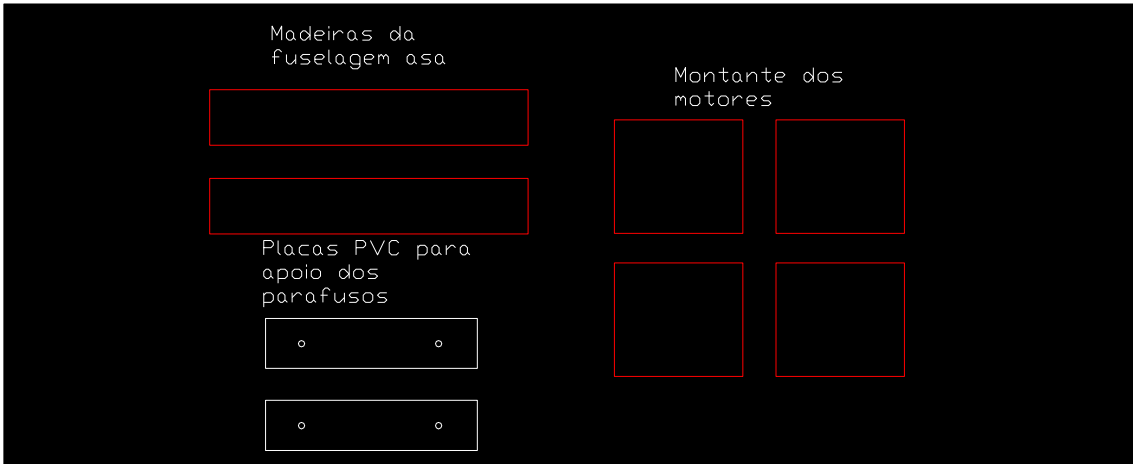 Madeiras da
fuselagem asa
Montante dos
motores
Placas PVC para
apoio dos
parafusos